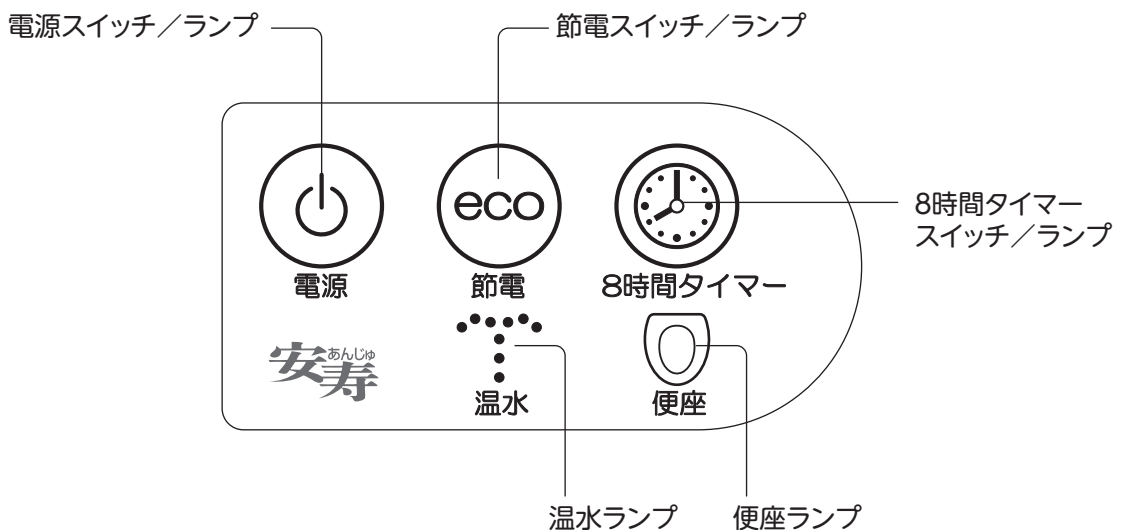 電源スイッチ／ランプ
節電スイッチ／ランプ
eco
8時間タイマー
スイッチ／ランプ
電源
節電
8時間タイマー
あんじゅ
安寿
温水
便座
温水ランプ
便座ランプ